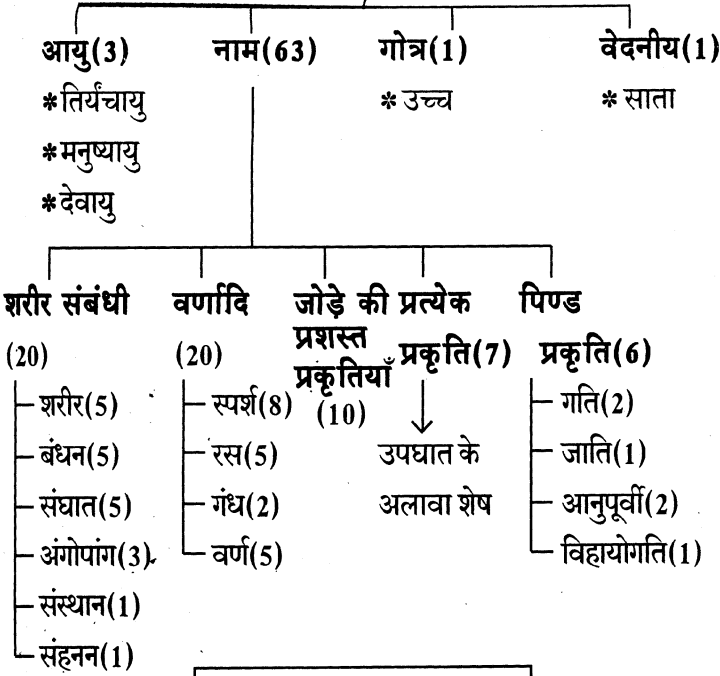 आयु(3) नाम(63) गोत्र(1) वेदनीय(1)
*तिर्यंचायु *उच्च *साता
*मनुष्यायु
*देवायु
शरीर संबंधी वर्णादि जोड़े की प्रत्येक पिण्ड
प्रशस्त
(20) (20) प्रकृति(7) प्रकृति(6)
प्रकृतियाँ
शरीर(5) स्पर्श(8) (10) गति(2)
बंधन(5) रस(5) उपघात के जाति(1)
संघात(5) गंध(2) अलावा शेष आनुपूर्वी(2)
अंगोपांग(3) वर्ण(5) विहायोगति(1)
संस्थान(1)
संहनन(1)